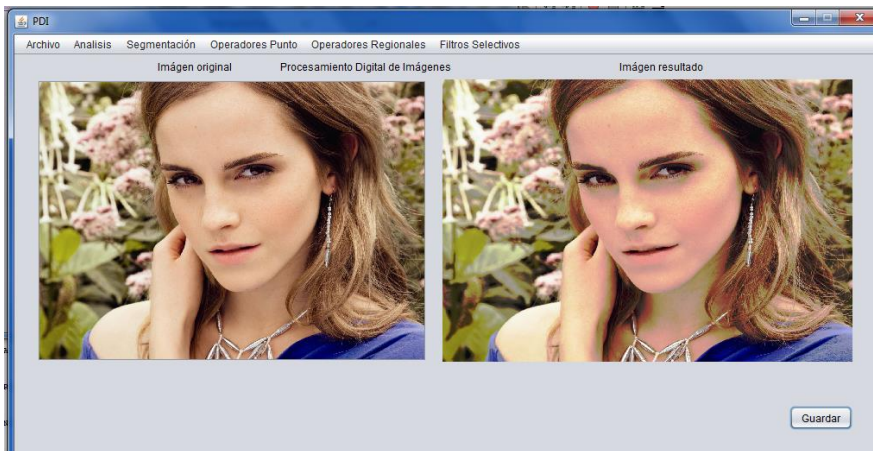 PDI
Archivo Analisis Segmentación Operadores Punto Operadores Regionales Filtros Selectivos
Imágen original Procesamiento Digital de Imágenes Imágen resultado
Guardar